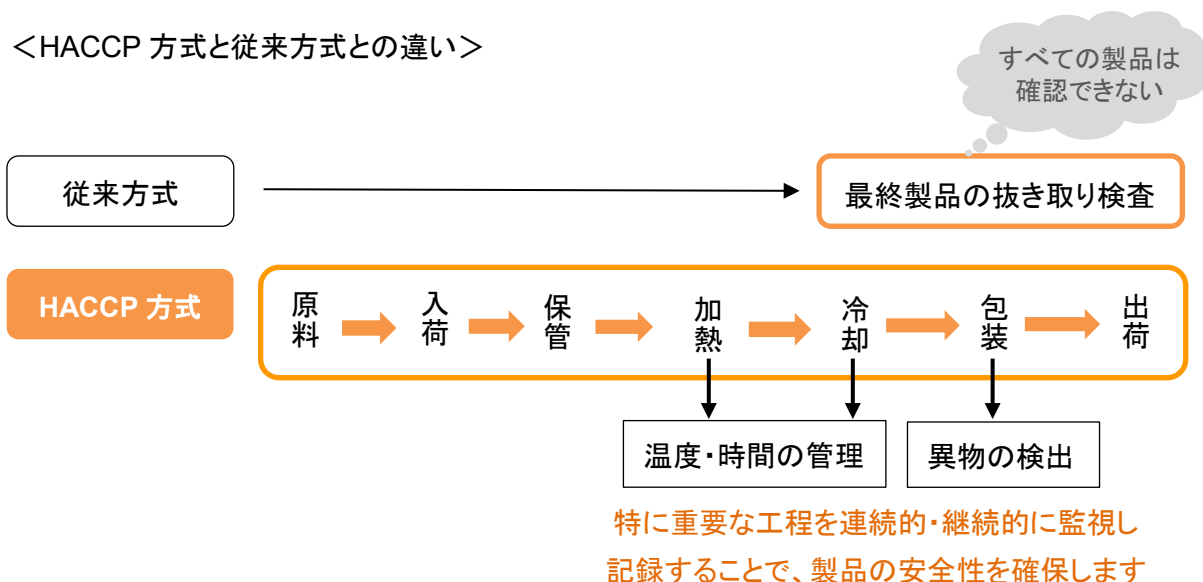 ＜HACCP 方式と従来方式との違い＞
すべての製品は
確認できない
従来方式
最終製品の抜き取り検査
HACCP 方式
原料
入荷
保管
加熱
冷却
包装
出荷
温度・時間の管理
異物の検出
特に重要な工程を連続的・継続的に監視し
記録することで、製品の安全性を確保します